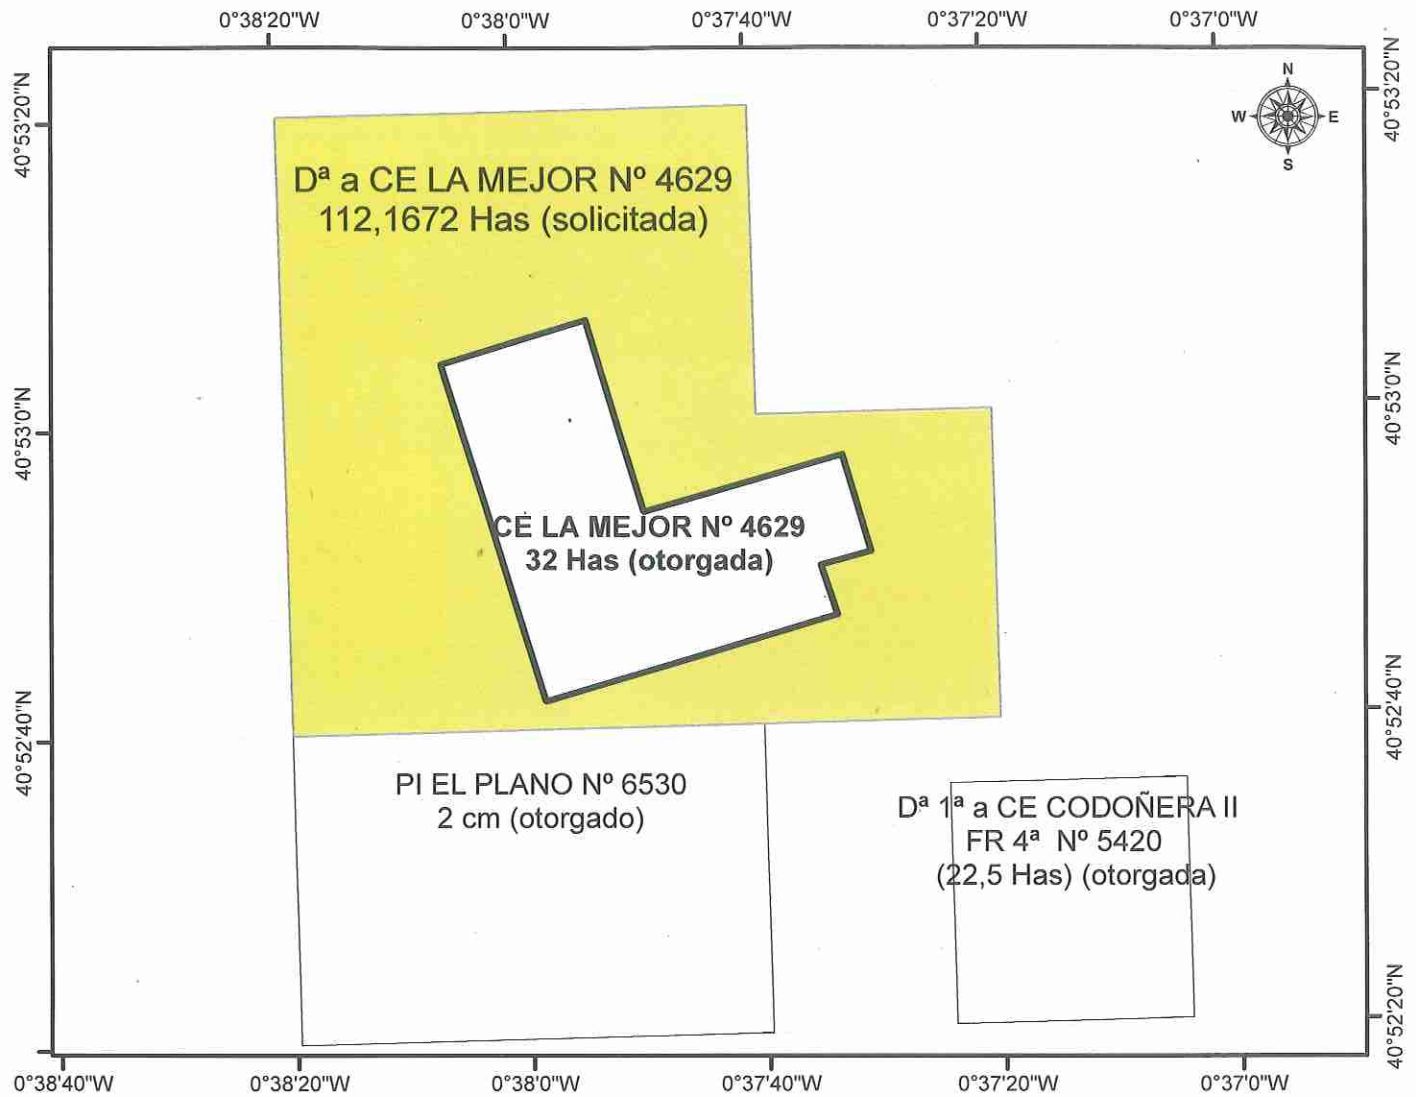 0°38'20"W 0°38'0"W 0°37'40"W 0°37'20"W 0°37'0"W
40°53'20"N
40°53'20"N
N
W E
S
Dª a CE LA MEJOR Nº 4629
112,1672 Has (solicitada)
40°53'0"N
40°53'0"N
CE LA MEJOR Nº 4629
32 Has (otorgada)
40°52'40"N
40°52'40"N
PI EL PLANO Nº 6530
2 cm (otorgado)
Dª 1ª a CE CODOÑERA II
FR 4ª Nº 5420
(22,5 Has) (otorgada)
40°52'20"N
0°38'40"W 0°38'20"W 0°38'0"W 0°37'40"W 0°37'20"W 0°37'0"W